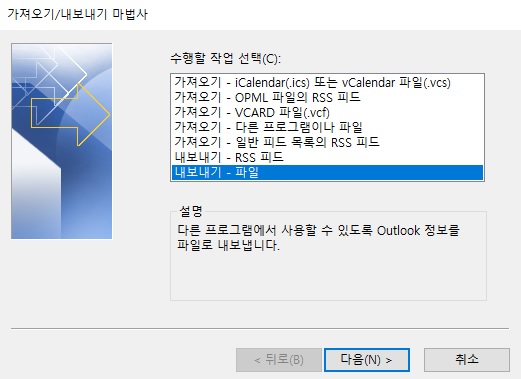 가져오기/내보내기 마법사
수행할 작업 선택(C):
가져오기 - iCalendar(.ics) 또는 vCalendar 파일(.vcs)
가져오기 - OPML 파일의 RSS 피드
가져오기 - VCARD 파일(.vcf)
가져오기 - 다른 프로그램이나 파일
가져오기 - 일반 피드 목록의 RSS 피드
내보내기 - RSS 피드
내보내기 - 파일
설명
다른 프로그램에서 사용할 수 있도록 Outlook 정보를
파일로 내보냅니다.
< 뒤로(B)
다음(N) >
취소